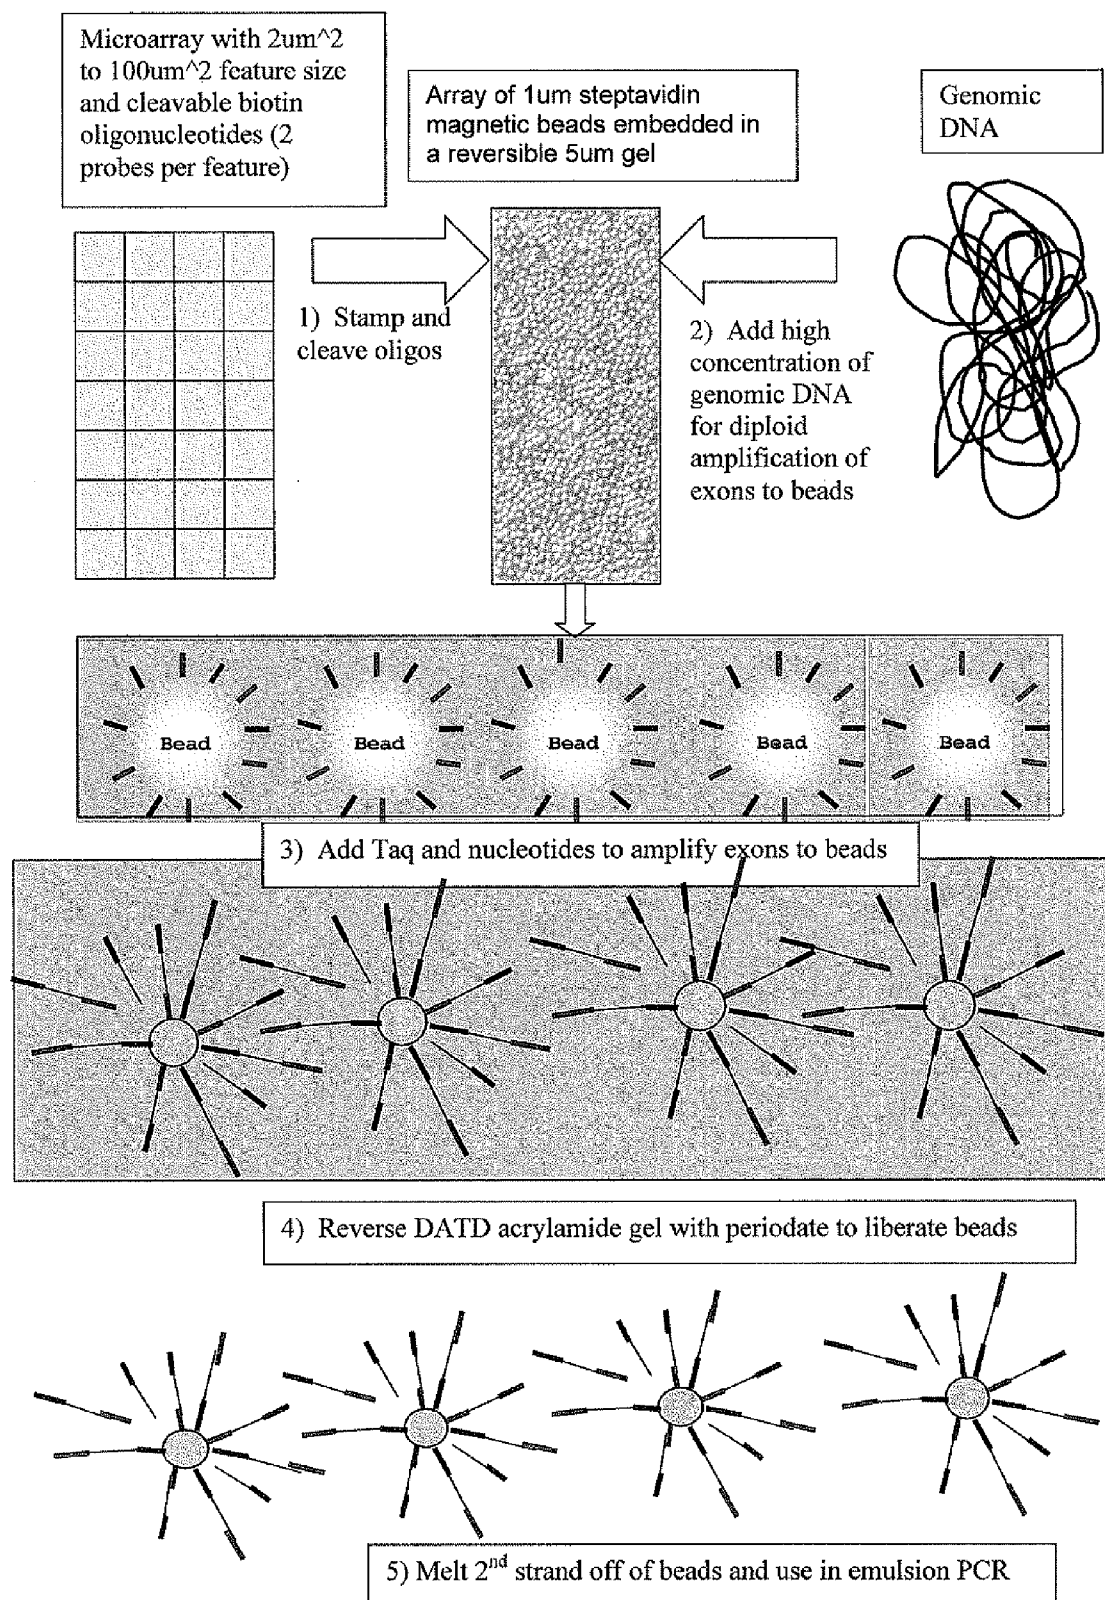 Microarray with 2um^2
to 100um^2 feature size
and cleavable biotin
oligonucleotides (2
probes per feature)
Array of 1um steptavidin
magnetic beads embedded in
a reversible 5um gel
Genomic
DNA
1) Stamp and
cleave oligos
2) Add high
concentration of
genomic DNA
for diploid
amplification of
exons to beads
Bead Bead Bead Bead Bead
3) Add Taq and nucleotides to amplify exons to beads
4) Reverse DATD acrylamide gel with periodate to liberate beads
5) Melt 2nd strand off of beads and use in emulsion PCR